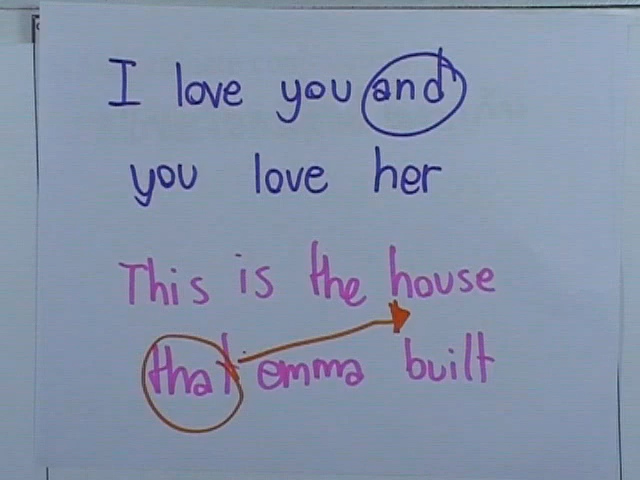 I love you and
you love her
This is the house
that emma built